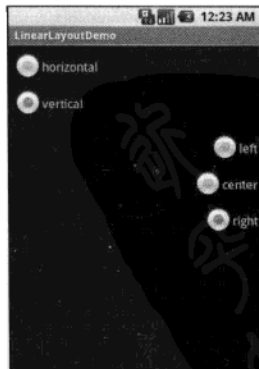 12:23 AM
LinearLayoutDemo
horizontal
vertical
left
center
right